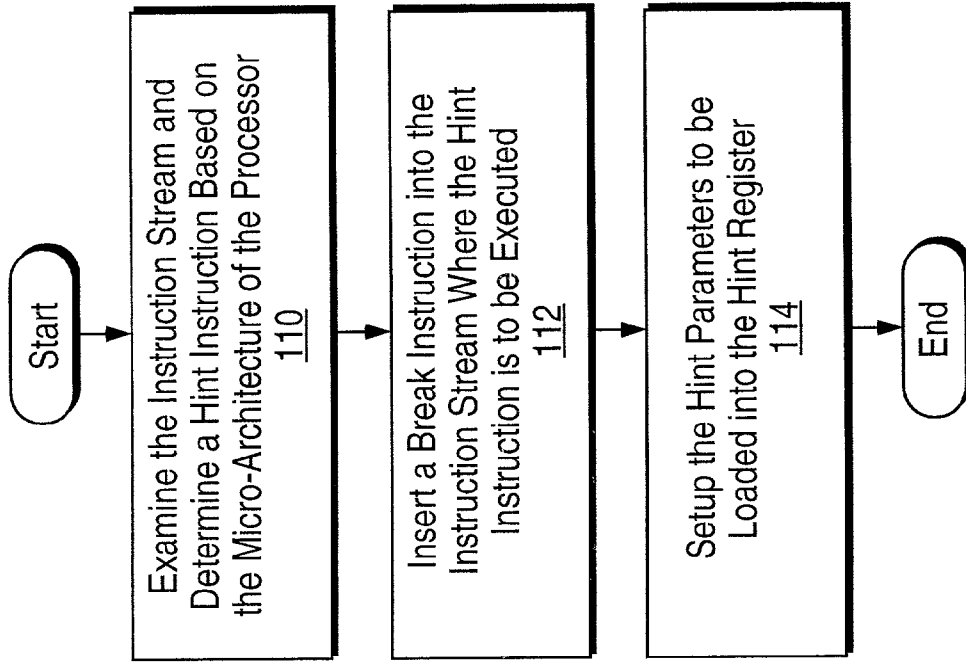 Start
Examine the Instruction Stream and
Determine a Hint Instruction Based on
the Micro-Architecture of the Processor
110
Insert a Break Instruction into the
Instruction Stream Where the Hint
Instruction is to be Executed
112
Setup the Hint Parameters to be
Loaded into the Hint Register
114
End